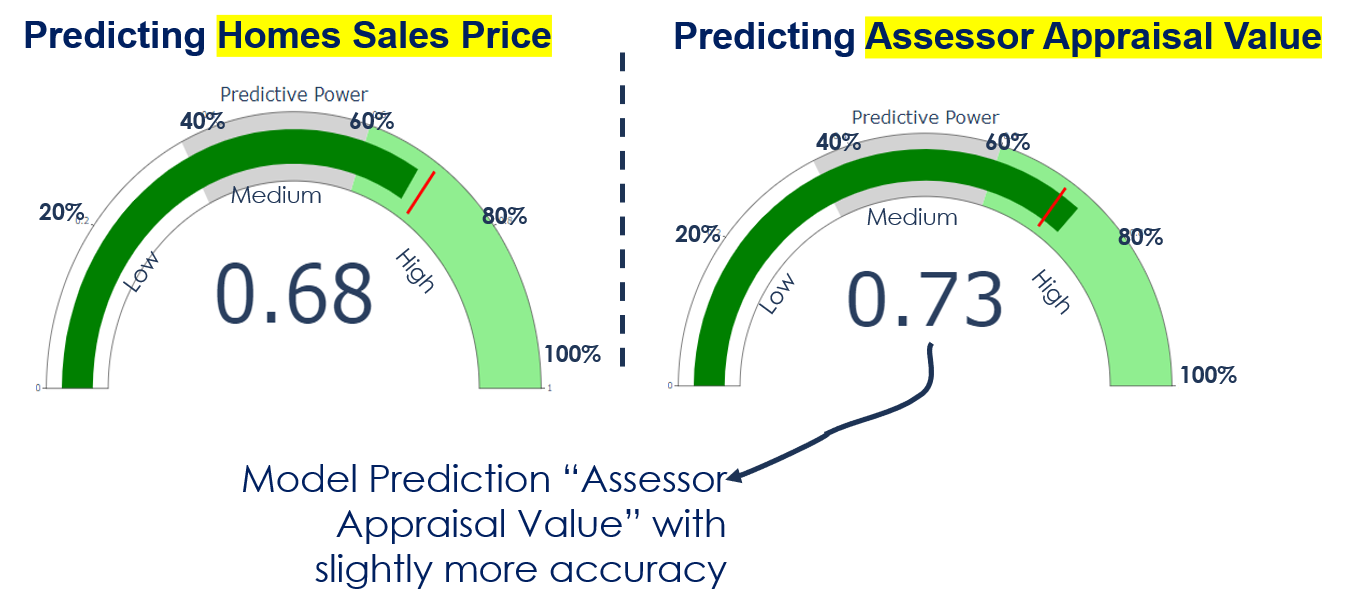 Predicting Homes Sales Price
Predictive Power
40%
60%
20%
0.2
Medium
80%
Low
High
0.68
100%
0
1
Predicting Assessor Appraisal Value
Predictive Power
40%
60%
20%
Medium
80%
Low
High
0.73
100%
0
Model Prediction “Assessor
Appraisal Value” with
slightly more accuracy